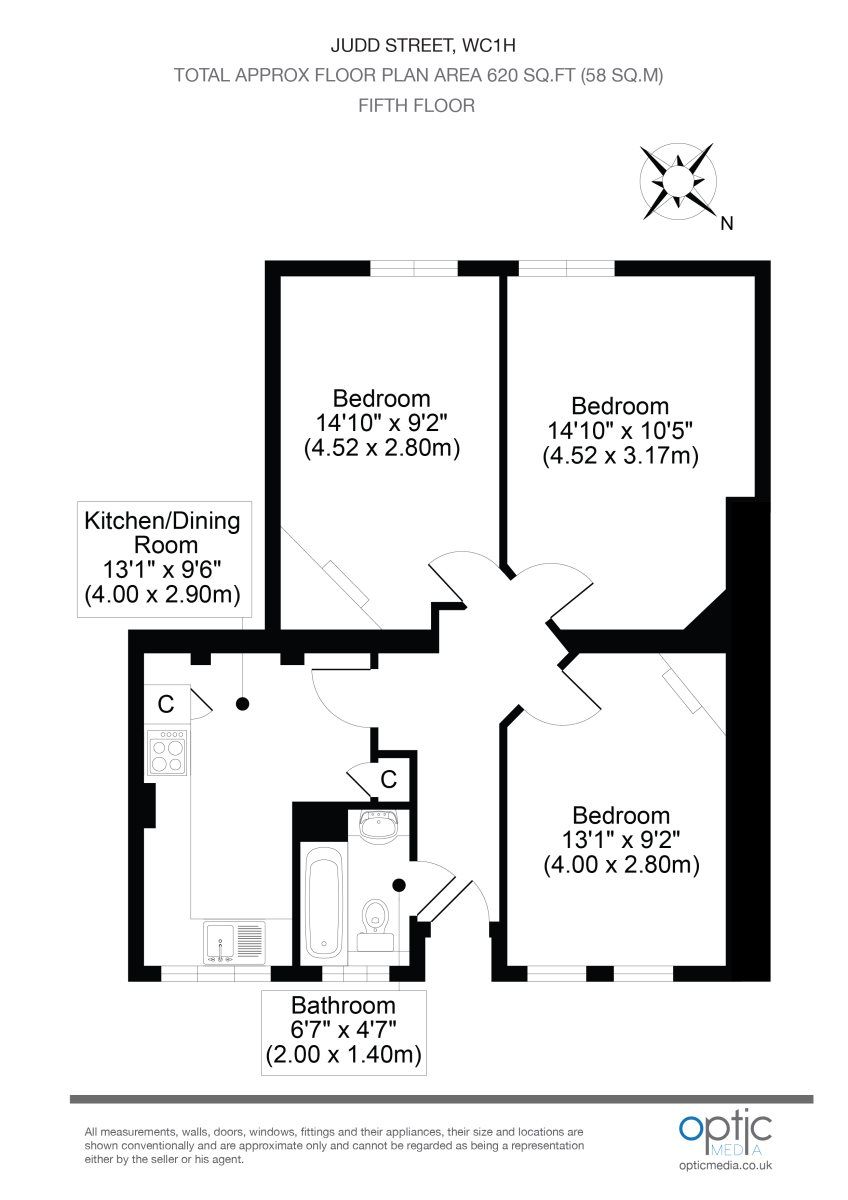 JUDD STREET, WC1H
TOTAL APPROX FLOOR PLAN AREA 620 SQ.FT (58 SQ.M)
FIFTH FLOOR
N
Bedroom
14'10" x 9'2"
(4.52 x 2.80m)
Bedroom
14'10" x 10'5"
(4.52 x 3.17m)
Kitchen/Dining
Room
13'1" x 9'6"
(4.00 x 2.90m)
C
C
Bedroom
13'1" x 9'2"
(4.00 x 2.80m)
Bathroom
6'7" x 4'7"
(2.00 x 1.40m)
All measurements, walls, doors, windows, fittings and their appliances, their size and locations are
shown conventionally and are approximate only and cannot be regarded as being a representation
either by the seller or his agent.
optic
MEDIA
opticmedia.co.uk